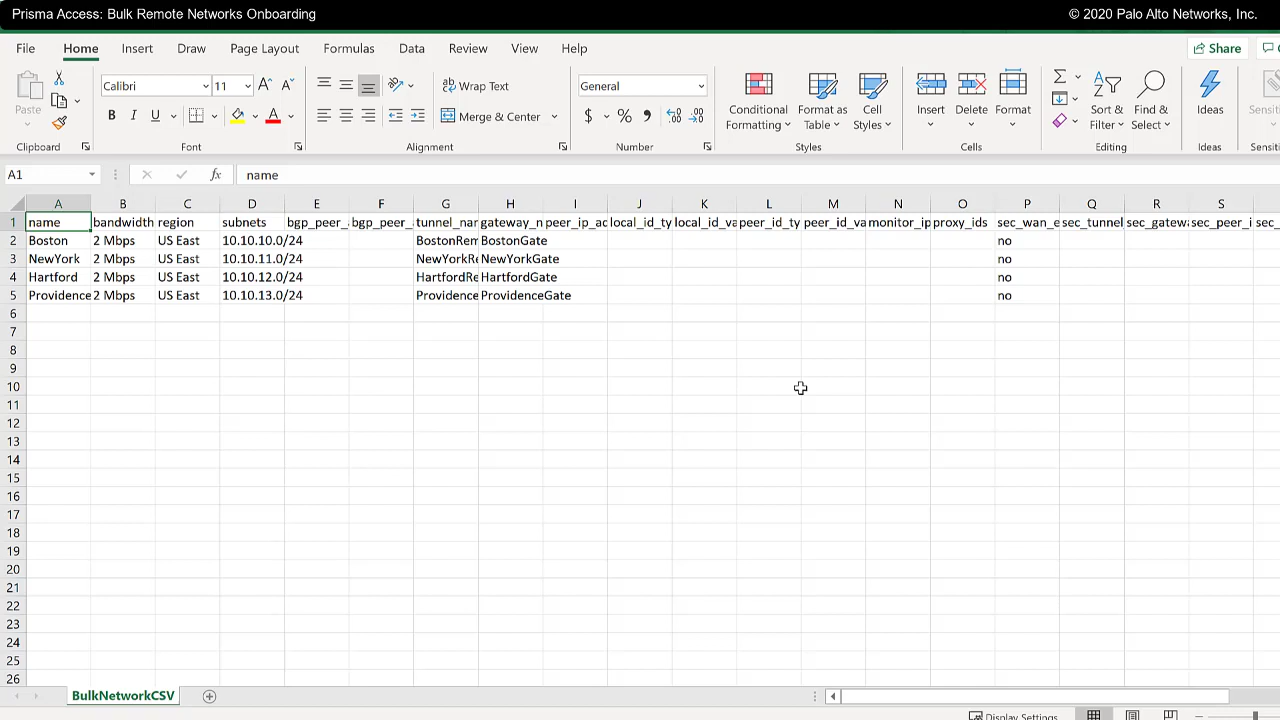 Prisma Access: Bulk Remote Networks Onboarding © 2020 Palo Alto Networks, Inc.
File Home Insert Draw Page Layout Formulas Data Review View Help Share
Calibri 11 Wrap Text General
Paste Conditional Formatting Format as Table Cell Styles Insert Delete Format Sort & Filter Find & Select Ideas Sensiti
Merge & Center $ %
Clipboard Font Alignment Number Styles Cells Editing Ideas Sensiti
A1 fx name
A B C D E F G H I J K L M N O P Q R S
1 name bandwidth region subnets bgp_peer_ bgp_peer_ tunnel_nar gateway_n peer_ip_ac local_id_ty local_id_va peer_id_ty peer_id_va monitor_ip proxy_ids sec_wan_e sec_tunnel sec_gatewa sec_peer_i sec_
2 Boston 2 Mbps US East 10.10.10.0/24 BostonRem BostonGate no
3 NewYork 2 Mbps US East 10.10.11.0/24 NewYorkRe NewYorkGate no
4 Hartford 2 Mbps US East 10.10.12.0/24 HartfordRe HartfordGate no
5 Providence 2 Mbps US East 10.10.13.0/24 Providence ProvidenceGate no
6
7
8
9
10
11
12
13
14
15
16
17
18
19
20
21
22
23
24
25
26
BulkNetworkCSV
Display Settings